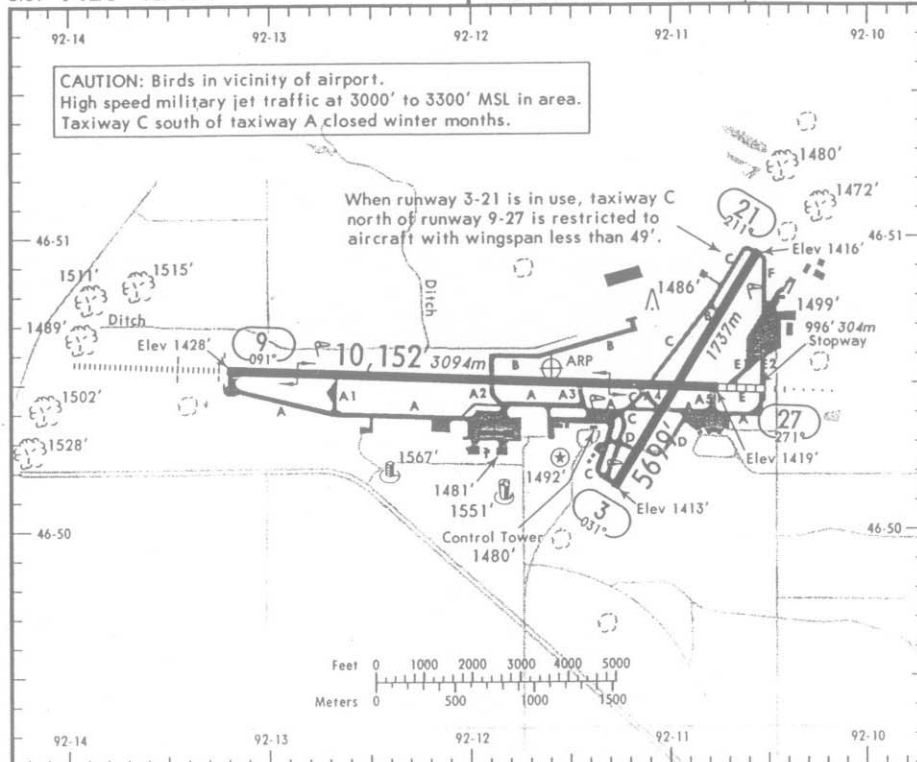 92-14 92-13 92-12 92-11 92-10
CAUTION: Birds in vicinity of airport.
High speed military jet traffic at 3000' to 3300' MSL in area.
Taxiway C south of taxiway A closed winter months.
1480'
1472'
When runway 3-21 is in use, taxiway C
north of runway 9-27 is restricted to
aircraft with wingspan less than 49'.
21
211°
46-51
46-51
C
Elev 1416'
F
1511'
1515'
Ditch
1486'
1499'
1489'
Ditch
B
B
C
1737m
996' 304m
Stopway
Elev 1428'
9
091°
10,152' 3094m
B
ARP
E
E2
A
A1
A
A2
A
A3
A
C
A4
A5
E
A
1502'
27
271°
C
D
5699'
A
D
1528'
1567'
1492'
Elev 1419'
1481'
1551'
C
3
031°
Elev 1413'
46-50
46-50
Control Tower
1480'
Feet 0 1000 2000 3000 4000 5000
Meters 0 500 1000 1500
92-14 92-13 92-12 92-11 92-10